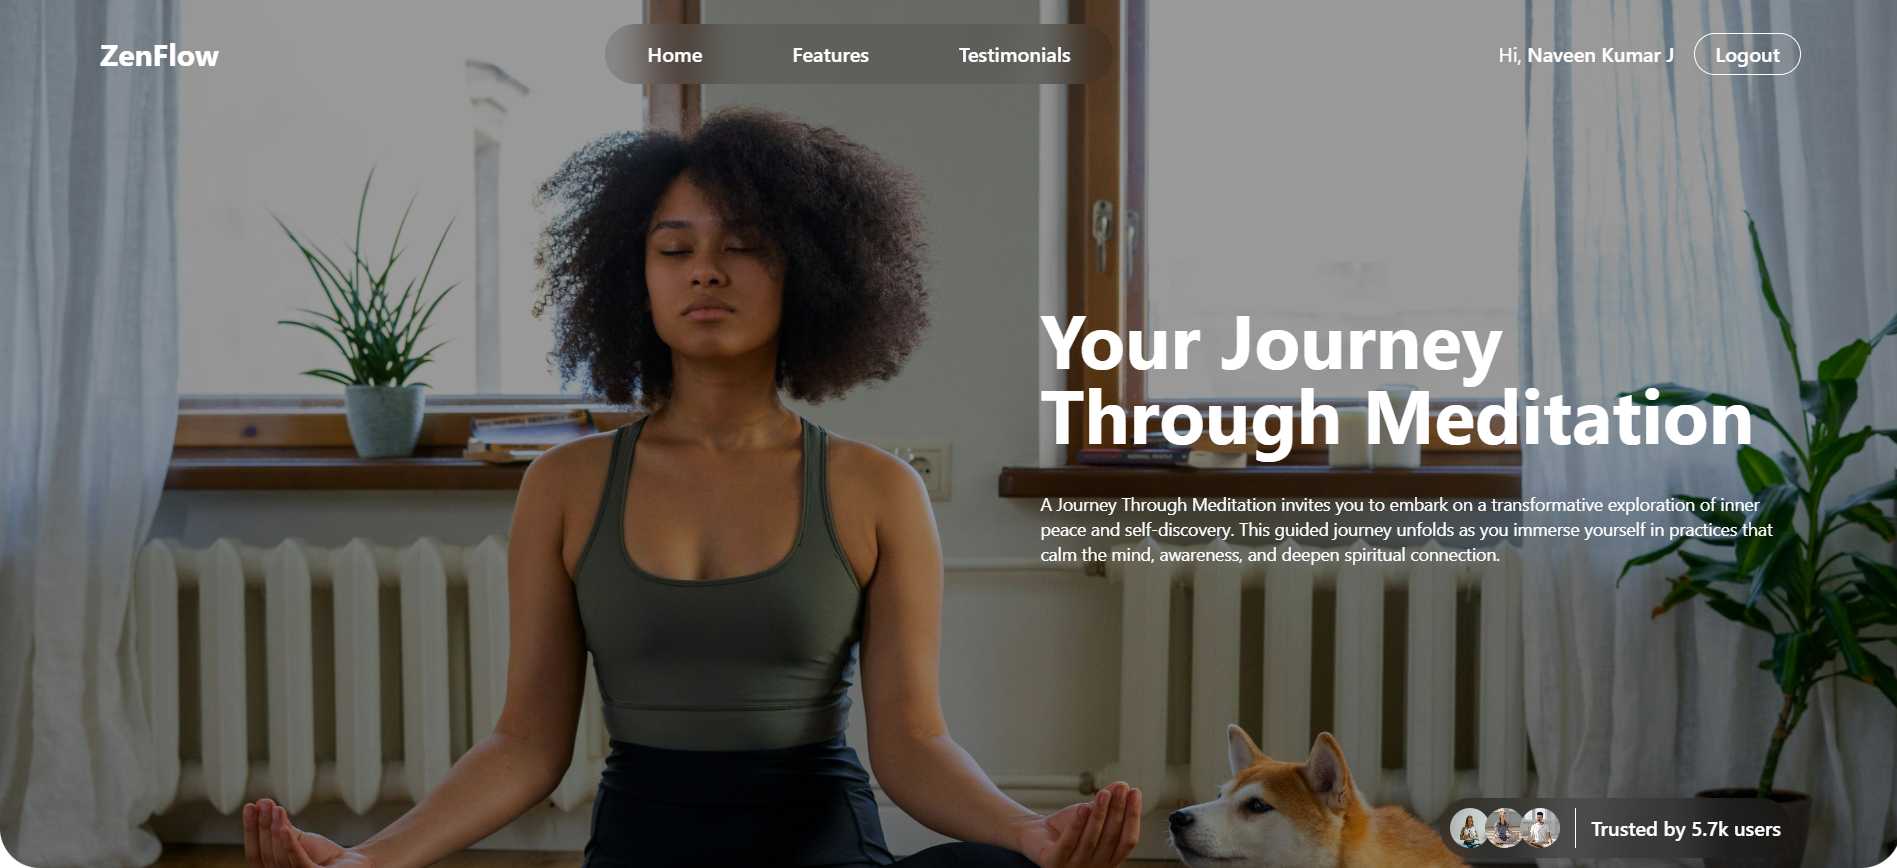 ZenFlow
Home
Features
Testimonials
Hi, Naveen Kumar J
Logout
Your Journey
Through Meditation
A Journey Through Meditation invites you to embark on a transformative exploration of inner
peace and self-discovery. This guided journey unfolds as you immerse yourself in practices that
calm the mind, awareness, and deepen spiritual connection.
Trusted by 5.7k users